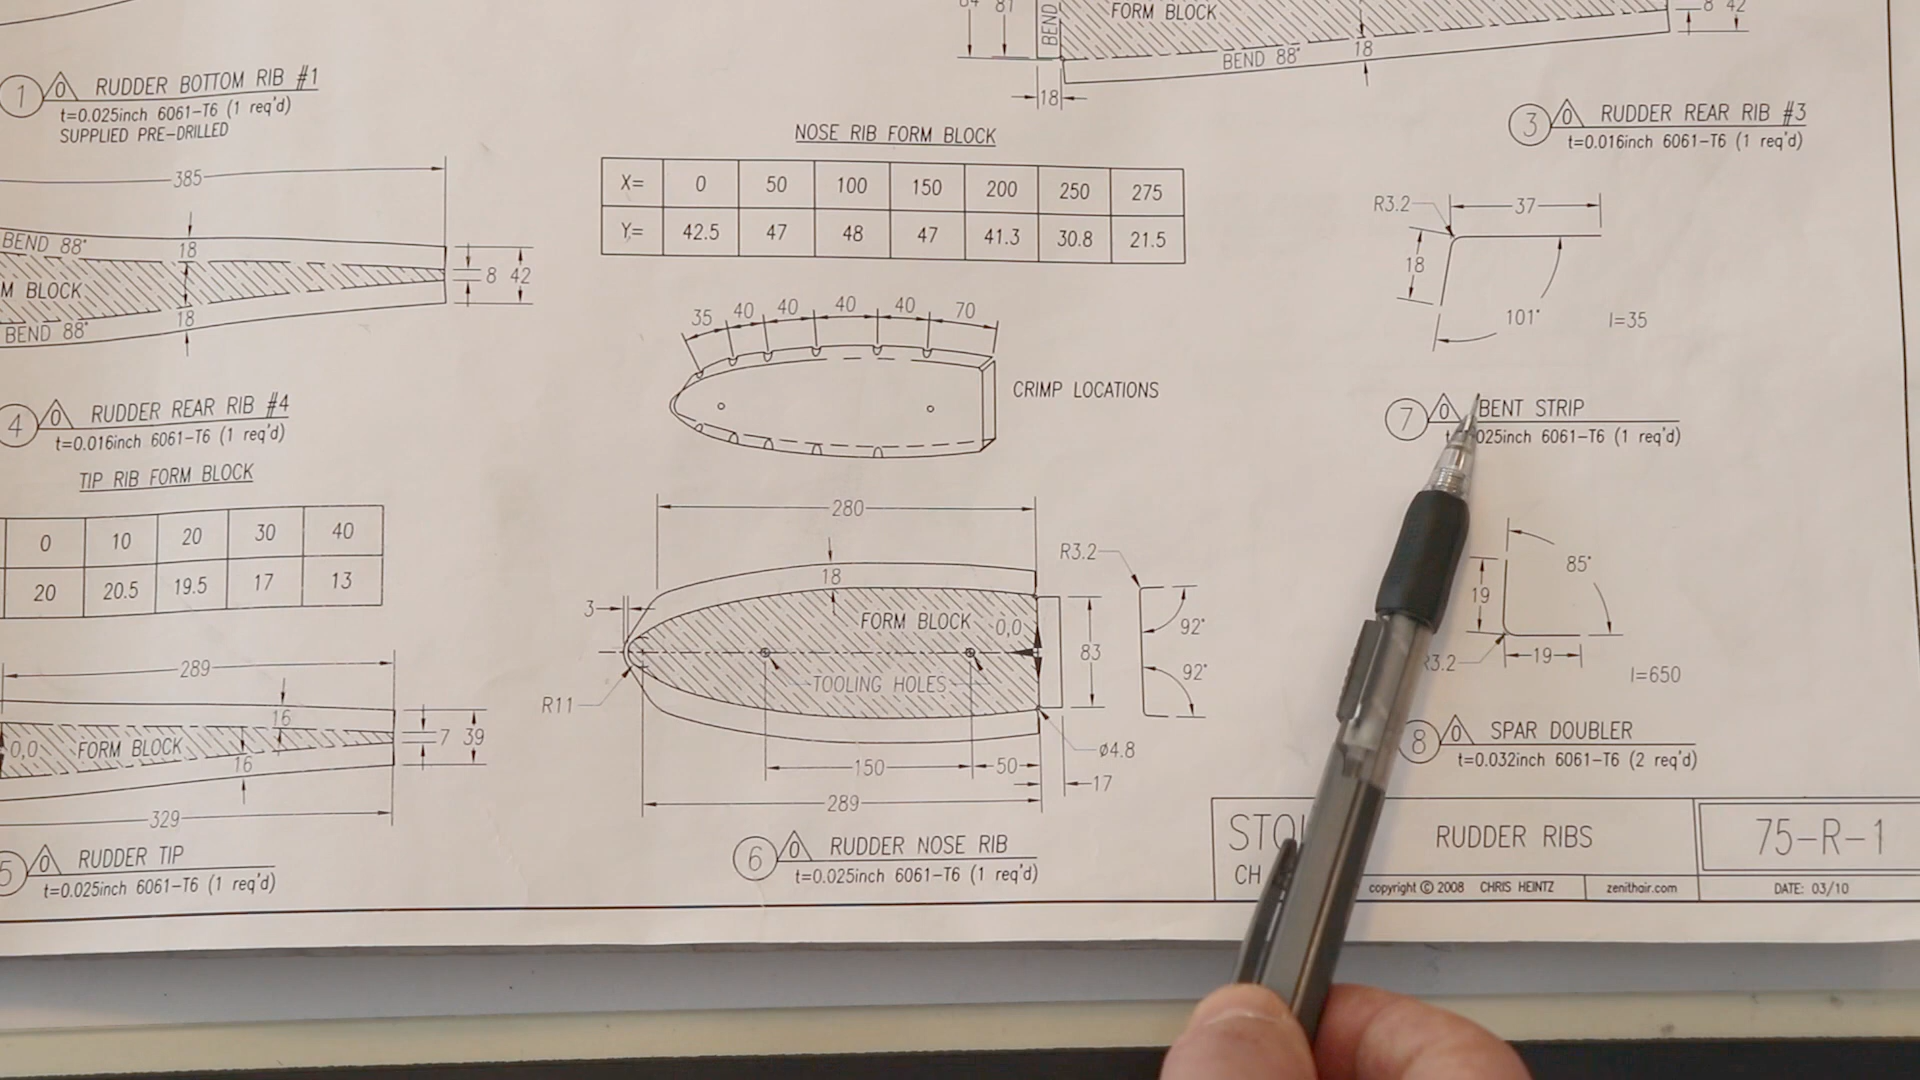 81
BEND
FORM BLOCK
BEND 88°
18
8 42
18
1 0 RUDDER BOTTOM RIB #1
t=0.025inch 6061-T6 (1 req'd)
SUPPLIED PRE-DRILLED
3 0 RUDDER REAR RIB #3
t=0.016inch 6061-T6 (1 req'd)
385
BEND 88°
18
M BLOCK
8 42
BEND 88°
18
4 0 RUDDER REAR RIB #4
t=0.016inch 6061-T6 (1 req'd)
TIP RIB FORM BLOCK
0 10 20 30 40
20 20.5 19.5 17 13
289
16
0,0 FORM BLOCK
7 39
16
329
5 0 RUDDER TIP
t=0.025inch 6061-T6 (1 req'd)
NOSE RIB FORM BLOCK
X= 0 50 100 150 200 250 275
Y= 42.5 47 48 47 41.3 30.8 21.5
35 40 40 40 40 70
CRIMP LOCATIONS
280
18
3
FORM BLOCK 0,0
TOOLING HOLES
R11
83
R3.2
92°
92°
ø4.8
150 50
17
289
6 0 RUDDER NOSE RIB
t=0.025inch 6061-T6 (1 req'd)
R3.2
37
18
101°
l=35
7 0 BENT STRIP
025inch 6061-T6 (1 req'd)
85°
19
R3.2
19
l=650
8 0 SPAR DOUBLER
t=0.032inch 6061-T6 (2 req'd)
STOL
CH
RUDDER RIBS
75-R-1
copyright © 2008 CHRIS HEINTZ
zenithair.com
DATE: 03/10